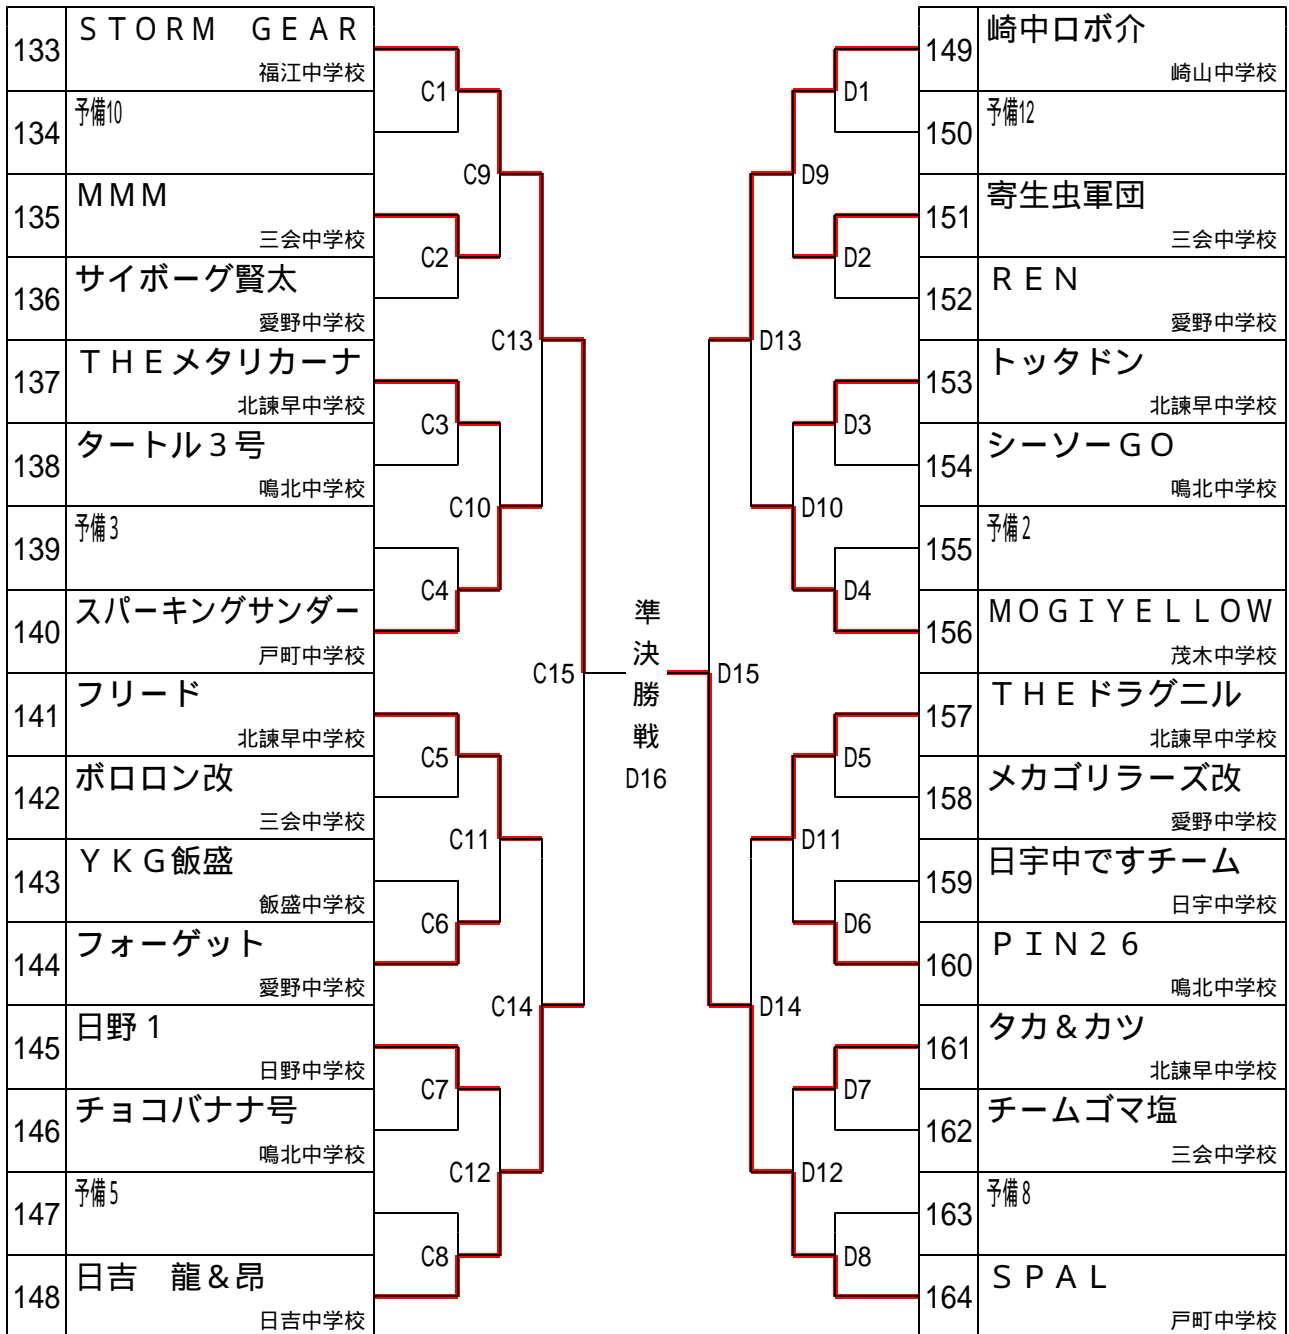 133
ＳＴＯＲＭ　ＧＥＡＲ
福江中学校
134
予備10
135
ＭＭＭ
三会中学校
136
サイボーグ賢太
愛野中学校
137
ＴＨＥメタリカーナ
北諫早中学校
138
タートル３号
鳴北中学校
139
予備３
140
スパーキングサンダー
戸町中学校
141
フリード
北諫早中学校
142
ボロロン改
三会中学校
143
ＹＫＧ飯盛
飯盛中学校
144
フォーゲット
愛野中学校
145
日野１
日野中学校
146
チョコバナナ号
鳴北中学校
147
予備５
148
日吉　龍＆昂
日吉中学校
C1
C2
C3
C4
C5
C6
C7
C8
C9
C10
C11
C12
C13
C14
C15
準
決
勝
戦
D16
D15
D13
D14
D9
D10
D11
D12
D1
D2
D3
D4
D5
D6
D7
D8
149
崎中ロボ介
崎山中学校
150
予備12
151
寄生虫軍団
三会中学校
152
ＲＥＮ
愛野中学校
153
トッタドン
北諫早中学校
154
シーソーＧＯ
鳴北中学校
155
予備２
156
ＭＯＧＩＹＥＬＬＯＷ
茂木中学校
157
ＴＨＥドラグニル
北諫早中学校
158
メカゴリラーズ改
愛野中学校
159
日宇中ですチーム
日宇中学校
160
ＰＩＮ２６
鳴北中学校
161
タカ＆カツ
北諫早中学校
162
チームゴマ塩
三会中学校
163
予備８
164
ＳＰＡＬ
戸町中学校